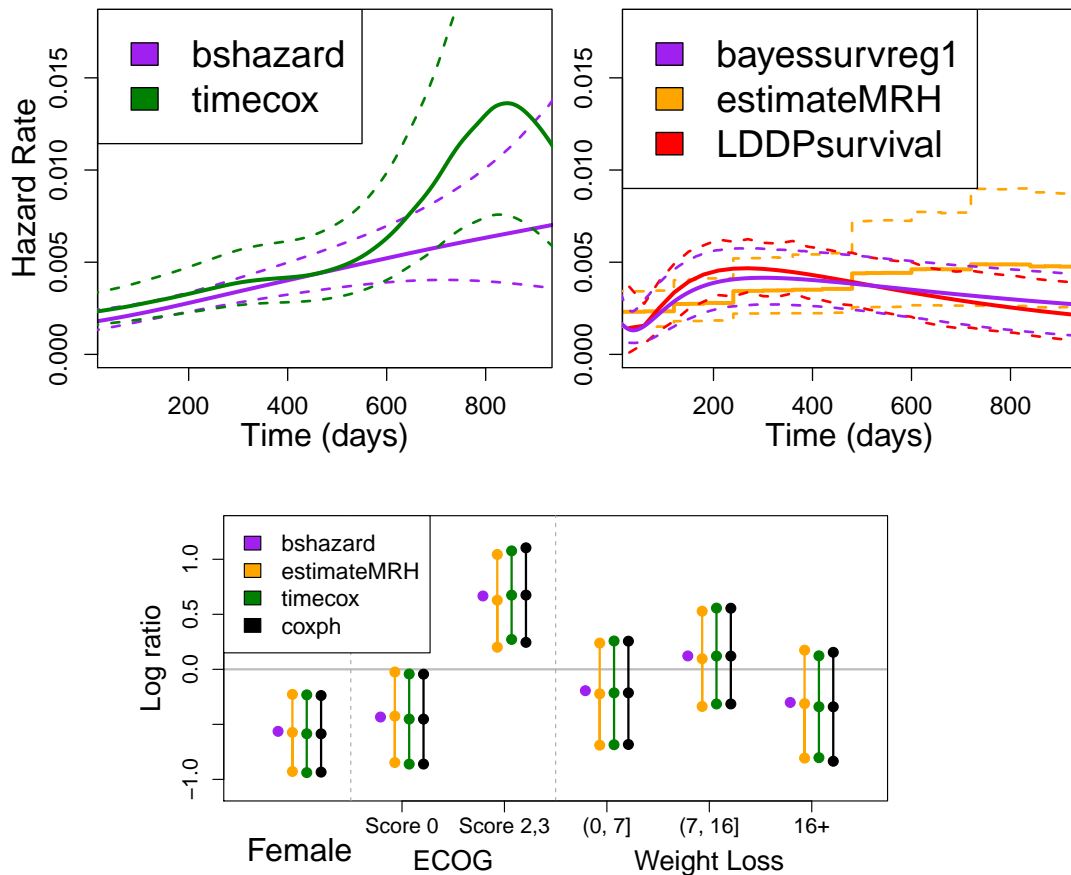 bshazard
timecox
Hazard Rate
0.000
0.005
0.010
0.015
200
400
600
800
Time (days)
bayessurvreg1
estimateMRH
LDDPsurvival
0.000
0.005
0.010
0.015
200
400
600
800
Time (days)
bshazard
estimateMRH
timecox
coxph
Log ratio
1.0
0.5
0.0
−1.0
Score 0
Score 2,3
(0, 7]
(7, 16]
16+
Female
ECOG
Weight Loss